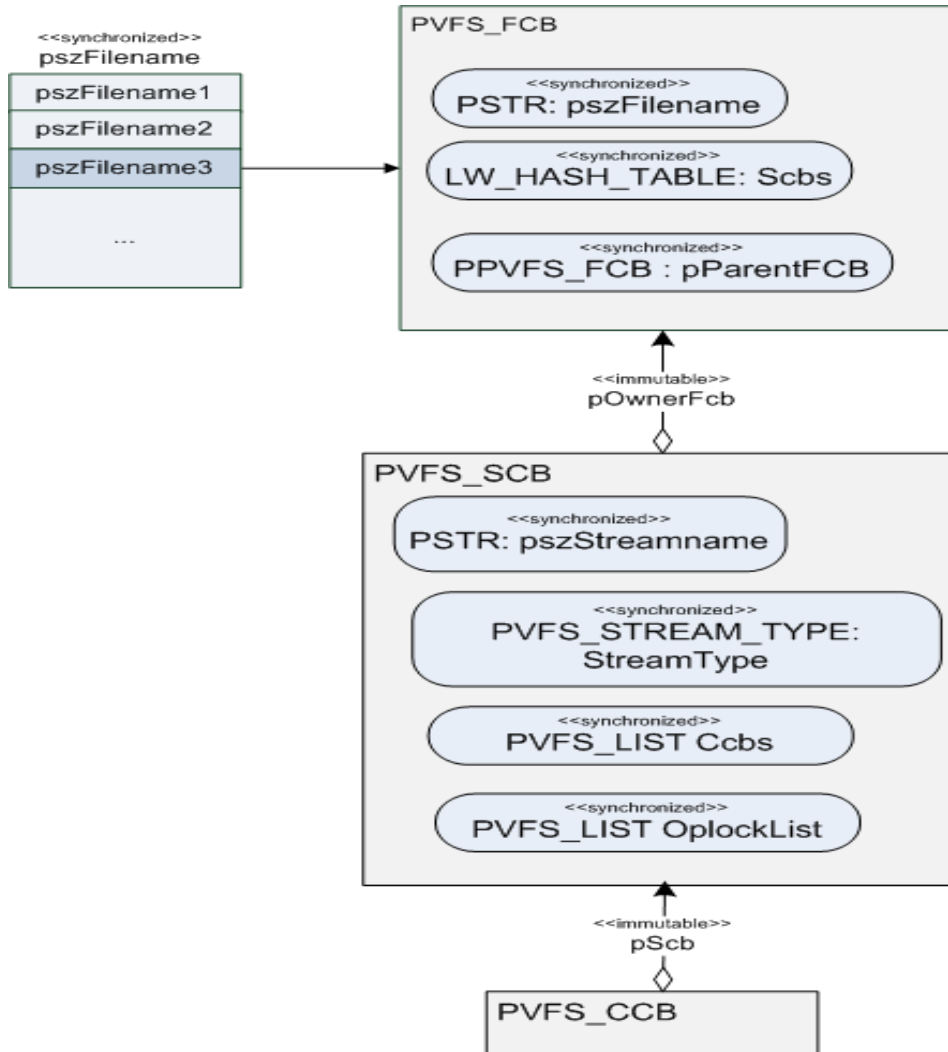 <<synchronized>>
pszFilename
pszFilename1
pszFilename2
pszFilename3
...
PVFS_FCB
<<synchronized>>
PSTR: pszFilename
<<synchronized>>
LW_HASH_TABLE: Scbs
<<synchronized>>
PPVFS_FCB : pParentFCB
<<immutable>>
pOwnerFcb
PVFS_SCB
<<synchronized>>
PSTR: pszStreamname
<<synchronized>>
PVFS_STREAM_TYPE:
StreamType
<<synchronized>>
PVFS_LIST Ccbs
<<synchronized>>
PVFS_LIST OplockList
<<immutable>>
pScb
PVFS_CCB